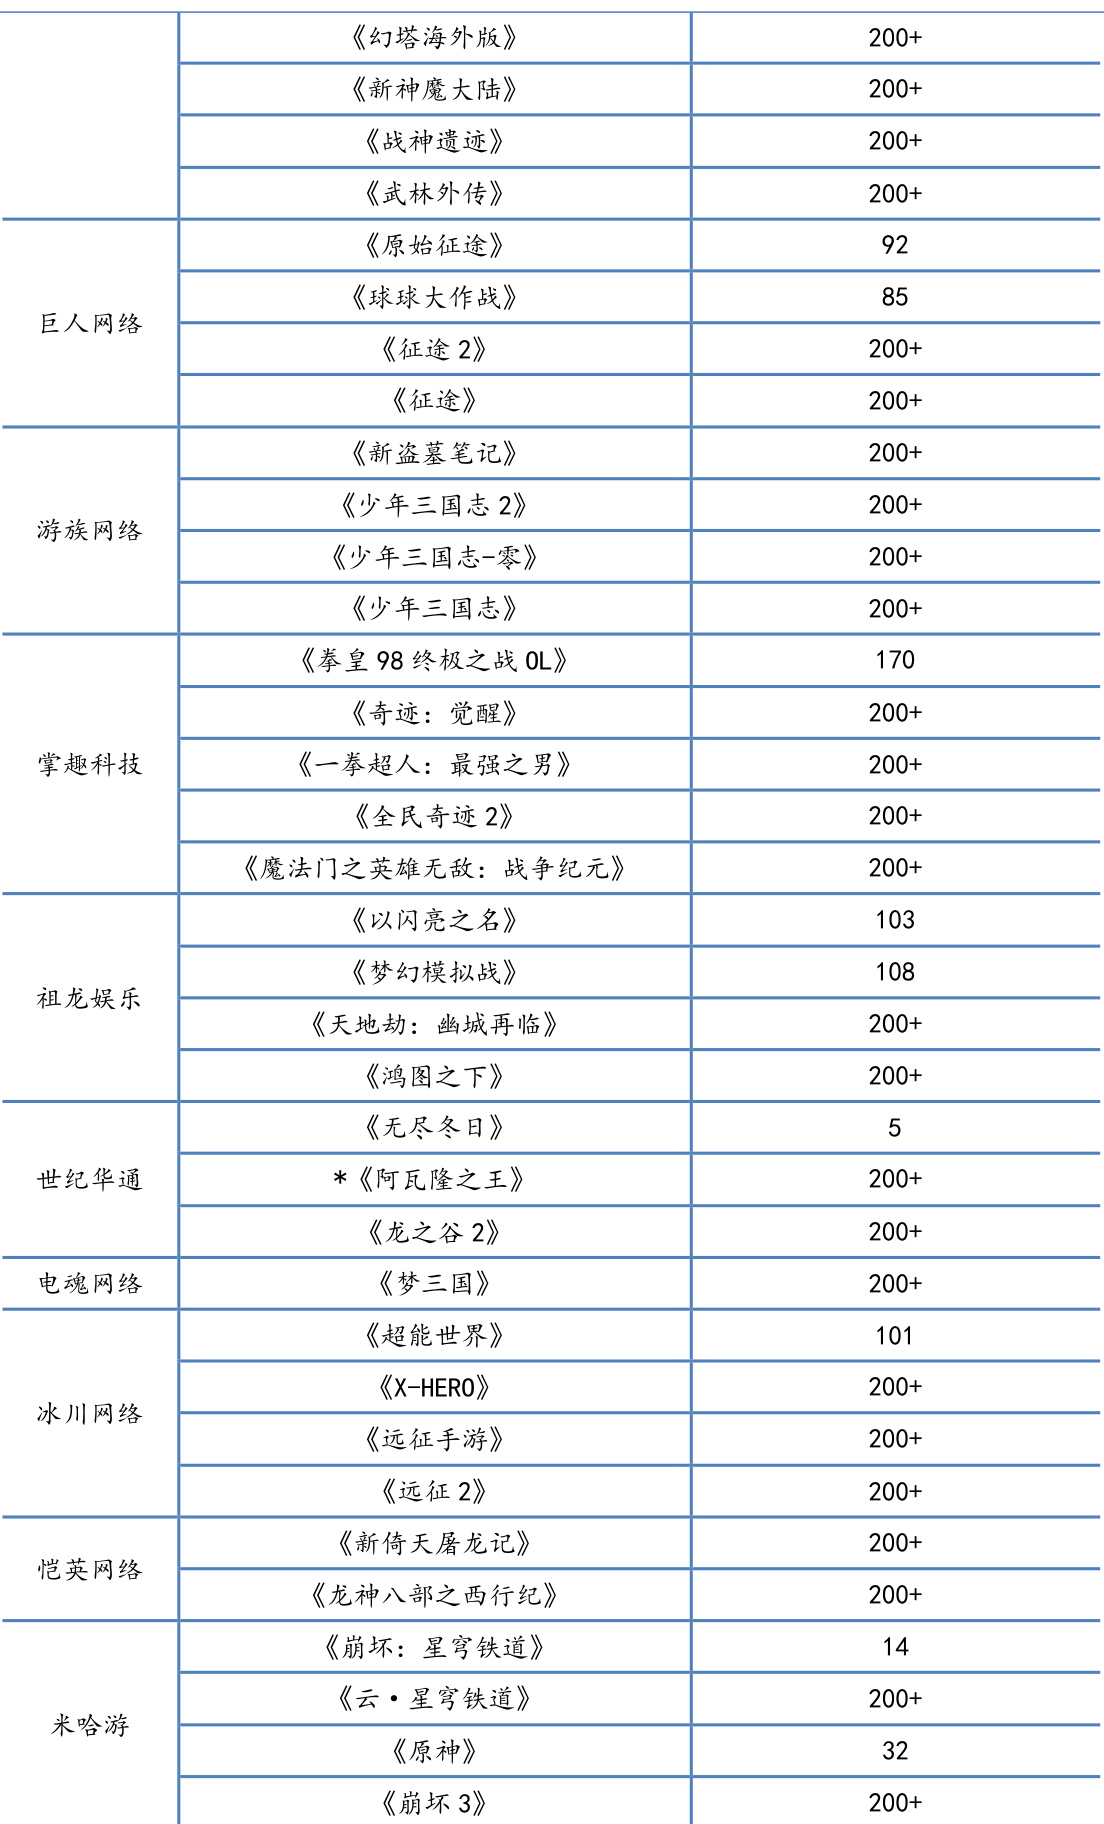 《幻塔海外版》 200+
《新神魔大陆》 200+
《战神遗迹》 200+
《武林外传》 200+
巨人网络
《原始征途》 92
《球球大作战》 85
《征途 2》 200+
《征途》 200+
游族网络
《新盗墓笔记》 200+
《少年三国志 2》 200+
《少年三国志-零》 200+
《少年三国志》 200+
掌趣科技
《拳皇 98 终极之战 OL》 170
《奇迹：觉醒》 200+
《一拳超人：最强之男》 200+
《全民奇迹 2》 200+
《魔法门之英雄无敌：战争纪元》 200+
祖龙娱乐
《以闪亮之名》 103
《梦幻模拟战》 108
《天地劫：幽城再临》 200+
《鸿图之下》 200+
世纪华通
《无尽冬日》 5
*《阿瓦隆之王》 200+
《龙之谷 2》 200+
电魂网络 《梦三国》 200+
冰川网络
《超能世界》 101
《X-HERO》 200+
《远征手游》 200+
《远征 2》 200+
恺英网络
《新倚天屠龙记》 200+
《龙神八部之西行纪》 200+
米哈游
《崩坏：星穹铁道》 14
《云·星穹铁道》 200+
《原神》 32
《崩坏 3》 200+